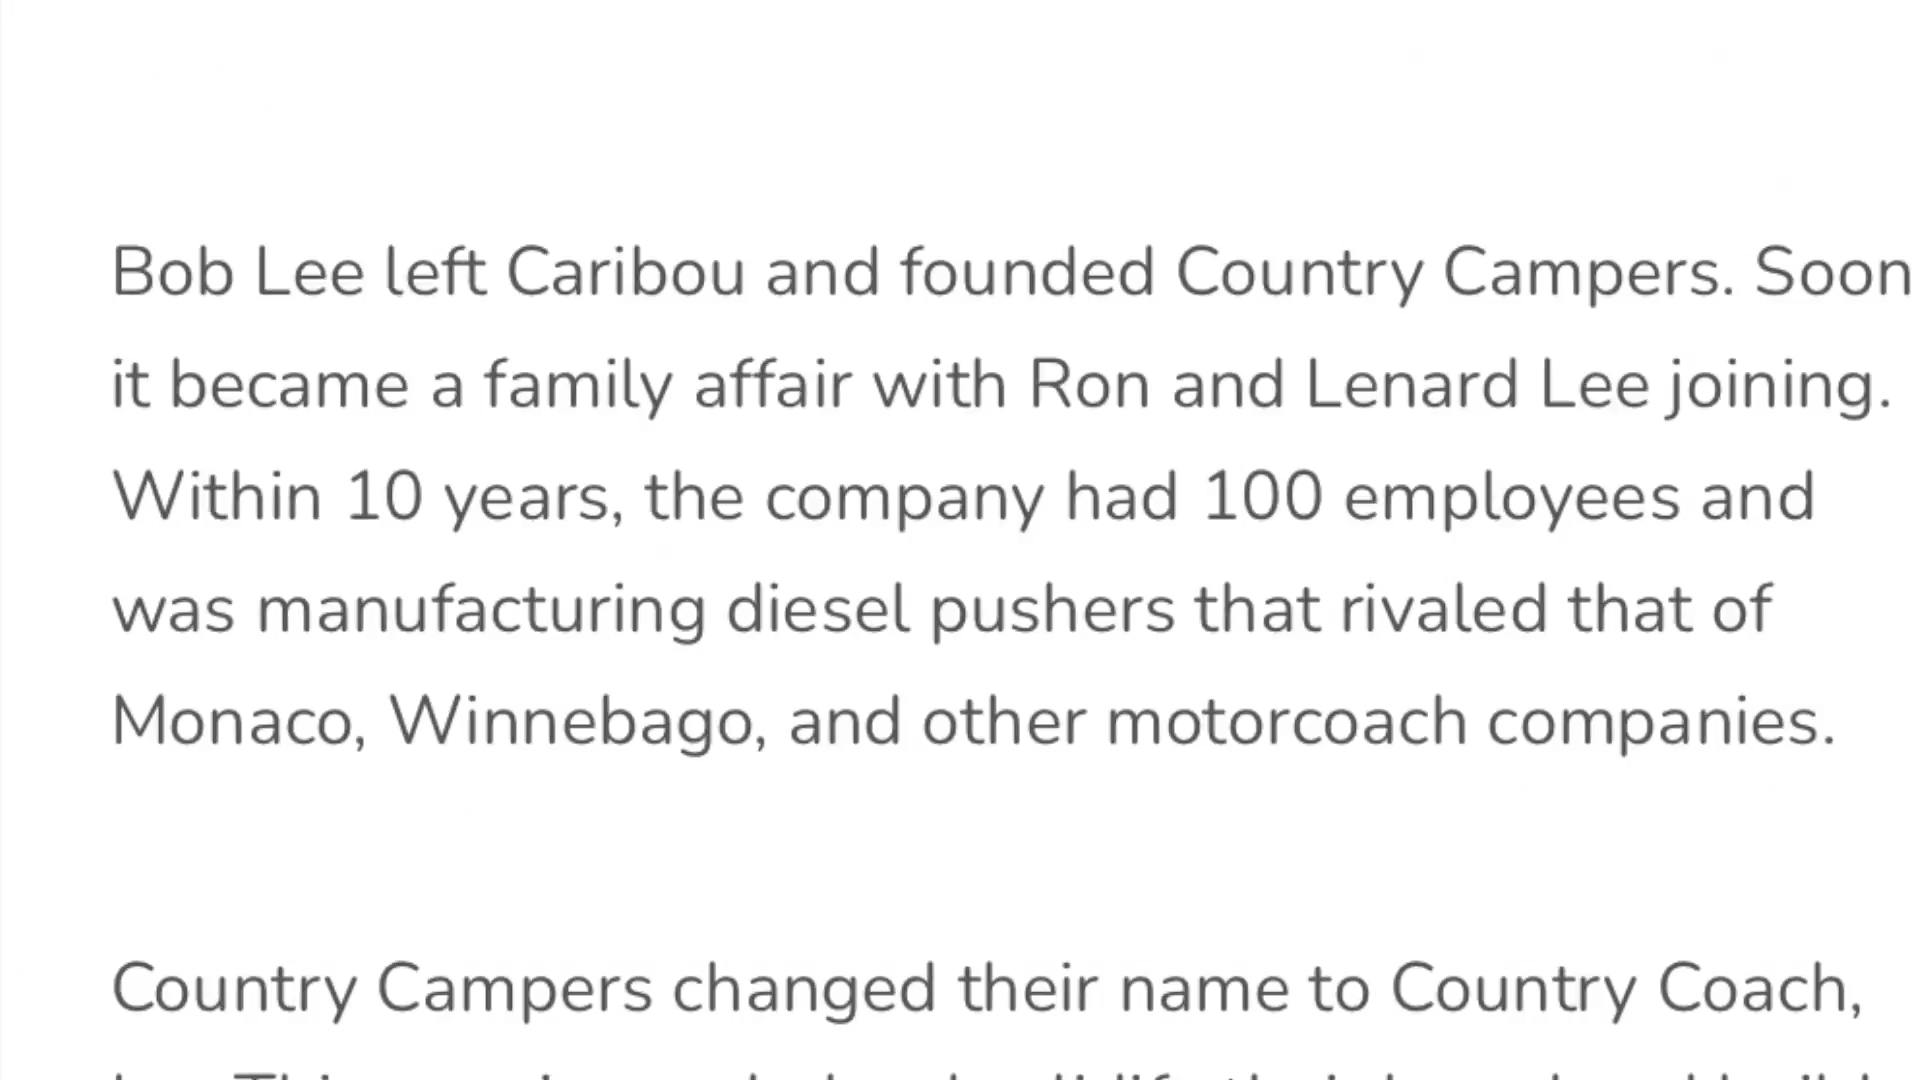 Bob Lee left Caribou and founded Country Campers. Soon
it became a family affair with Ron and Lenard Lee joining.
Within 10 years, the company had 100 employees and
was manufacturing diesel pushers that rivaled that of
Monaco, Winnebago, and other motorcoach companies.
Country Campers changed their name to Country Coach,